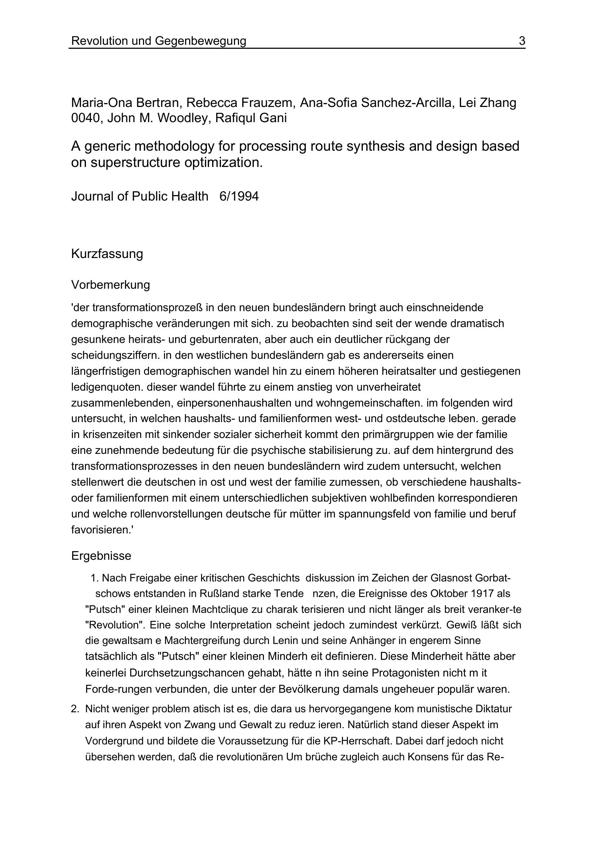 Revolution und Gegenbewegung 3
Maria-Ona Bertran, Rebecca Frauzem, Ana-Sofia Sanchez-Arcilla, Lei Zhang
0040, John M. Woodley, Rafiqul Gani
A generic methodology for processing route synthesis and design based
on superstructure optimization.
Journal of Public Health 6/1994
Kurzfassung
Vorbemerkung
'der transformationsprozeß in den neuen bundesländern bringt auch einschneidende
demographische veränderungen mit sich. zu beobachten sind seit der wende dramatisch
gesunkene heirats- und geburtenraten, aber auch ein deutlicher rückgang der
scheidungsziffern. in den westlichen bundesländern gab es andererseits einen
längerfristigen demographischen wandel hin zu einem höheren heiratsalter und gestiegenen
ledigenquoten. dieser wandel führte zu einem anstieg von unverheiratet
zusammenlebenden, einpersonenhaushalten und wohngemeinschaften. im folgenden wird
untersucht, in welchen haushalts- und familienformen west- und ostdeutsche leben. gerade
in krisenzeiten mit sinkender sozialer sicherheit kommt den primärgruppen wie der familie
eine zunehmende bedeutung für die psychische stabilisierung zu. auf dem hintergrund des
transformationsprozesses in den neuen bundesländern wird zudem untersucht, welchen
stellenwert die deutschen in ost und west der familie zumessen, ob verschiedene haushalts-
oder familienformen mit einem unterschiedlichen subjektiven wohlbefinden korrespondieren
und welche rollenvorstellungen deutsche für mütter im spannungsfeld von familie und beruf
favorisieren.'
Ergebnisse
1. Nach Freigabe einer kritischen Geschichts diskussion im Zeichen der Glasnost Gorbat-
schows entstanden in Rußland starke Tende nzen, die Ereignisse des Oktober 1917 als
"Putsch" einer kleinen Machtclique zu charak terisieren und nicht länger als breit veranker-te
"Revolution". Eine solche Interpretation scheint jedoch zumindest verkürzt. Gewiß läßt sich
die gewaltsam e Machtergreifung durch Lenin und seine Anhänger in engerem Sinne
tatsächlich als "Putsch" einer kleinen Minderh eit definieren. Diese Minderheit hätte aber
keinerlei Durchsetzungschancen gehabt, hätte n ihn seine Protagonisten nicht m it
Forde-rungen verbunden, die unter der Bevölkerung damals ungeheuer populär waren.
2. Nicht weniger problem atisch ist es, die dara us hervorgegangene kom munistische Diktatur
auf ihren Aspekt von Zwang und Gewalt zu reduz ieren. Natürlich stand dieser Aspekt im
Vordergrund und bildete die Voraussetzung für die KP-Herrschaft. Dabei darf jedoch nicht
übersehen werden, daß die revolutionären Um brüche zugleich auch Konsens für das Re-